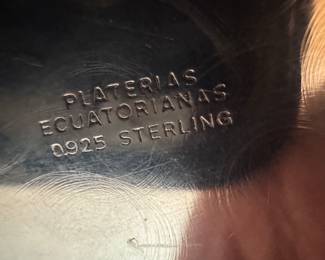 PLATERIAS
ECUATORIANAS
0.925 STERLING